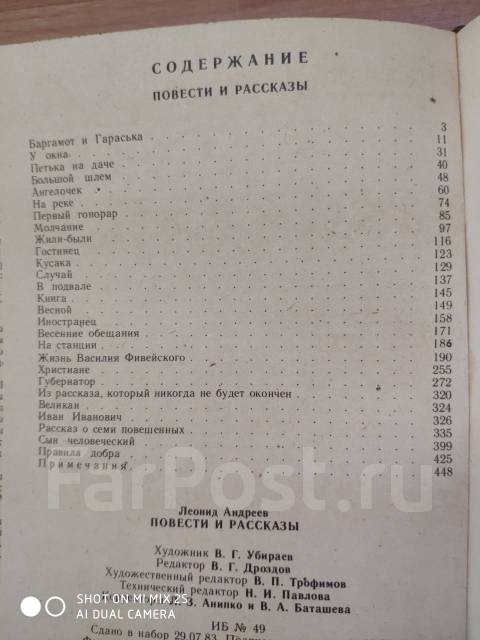 СОДЕРЖАНИЕ
ПОВЕСТИ И РАССКАЗЫ
Баргамот и Гараська . . . 3
У окна . . . 11
Петька на даче . . . 31
Большой шлем . . . 40
Ангелочек . . . 48
На реке . . . 60
Первый гонорар . . . 74
Молчание . . . 85
Жили-были . . . 97
Гостинец . . . 116
Кусака . . . 123
Случай . . . 129
В подвале . . . 137
Книга . . . 145
Весной . . . 149
Иностранец . . . 158
Весенние обещания . . . 171
На станции . . . 186
Жизнь Василия Фивейского . . . 190
Христиане . . . 255
Губернатор . . . 272
Из рассказа, который никогда не будет окончен . . . 320
Великан . . . 324
Иван Иванович . . . 326
Рассказ о семи повешенных . . . 335
Сын человеческий . . . 399
Правила добра . . . 425
Примечания . . . 448
FarPost.ru
Леонид Андреев
ПОВЕСТИ И РАССКАЗЫ
Художник В. Г. Убираев
Редактор В. Г. Дроздов
Художественный редактор В. П. Трофимов
Технический редактор Н. И. Павлова
З. Анипко и В. А. Баташева
ИБ № 49
Сдано в набор 29.07.83.
SHOT ON MI MIX 2S
AI DUAL CAMERA